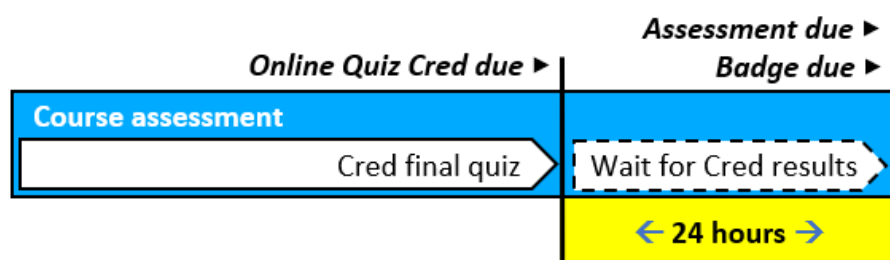 Assessment due ►
Online Quiz Cred due ►
Badge due ►
Course assessment
Cred final quiz
Wait for Cred results
← 24 hours →